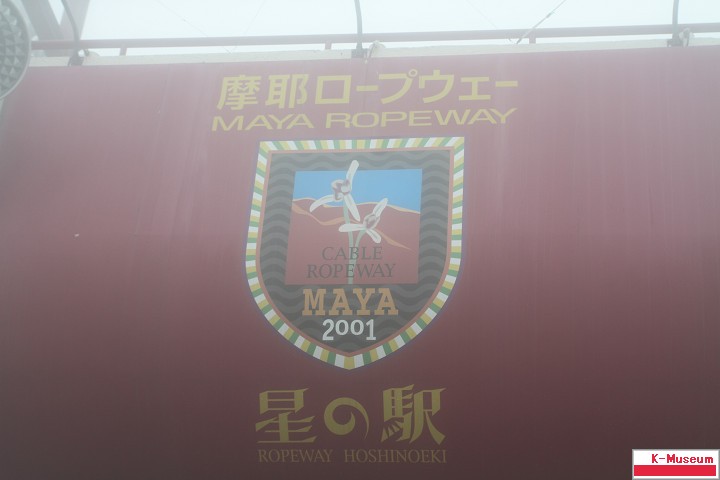 摩耶ロープウェー
MAYA ROPEWAY
CABLE
ROPEWAY
MAYA
2001
星の駅
ROPEWAY HOSHINOEKI
K-Museum